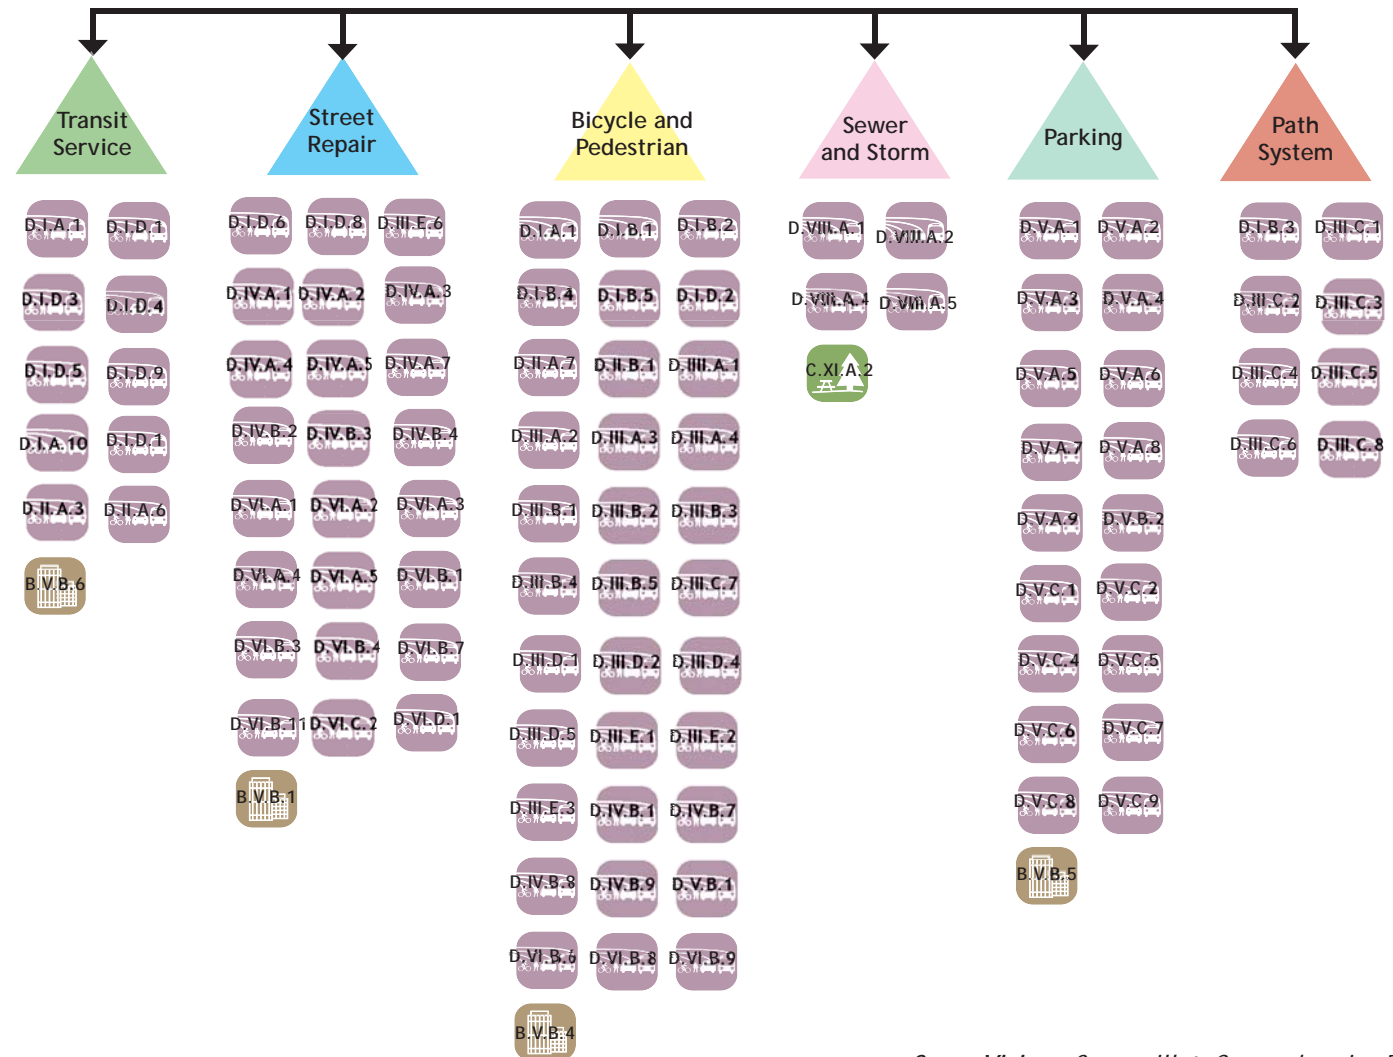 Transit
Service
Street
Repair
Bicycle and
Pedestrian
Sewer
and Storm
Parking
Path
System
D.I.A.1 D.I.D.1
D.I.D.3 D.I.D.4
D.I.D.5 D.I.D.9
D.I.A.10 D.I.D.1
D.II.A.3 D.II.A.6
B.V.B.6
D.I.D.6 D.I.D.8 D.III.E.6
D.IV.A.1 D.IV.A.2 D.IV.A.3
D.IV.A.4 D.IV.A.5 D.IV.A.7
D.IV.B.2 D.IV.B.3 D.IV.B.4
D.VI.A.1 D.VI.A.2 D.VI.A.3
D.VI.A.4 D.VI.A.5 D.VI.B.1
D.VI.B.3 D.VI.B.4 D.VI.B.7
D.VI.B.11 D.VI.C.2 D.VI.D.1
B.V.B.1
D.I.A.1 D.I.B.1 D.I.B.2
D.I.B.4 D.I.B.5 D.I.D.2
D.II.A.7 D.II.B.1 D.IIII.A.1
D.III.A.2 D.III.A.3 D.III.A.4
D.III.B.1 D.III.B.2 D.III.B.3
D.III.B.4 D.III.B.5 D.III.C.7
D.III.D.1 D.III.D.2 D.III.D.4
D.III.D.5 D.III.E.1 D.III.E.2
D.III.E.3 D.IV.B.1 D.IV.B.7
D.IV.B.8 D.IV.B.9 D.V.B.1
D.VI.B.6 D.VI.B.8 D.VI.B.9
B.V.B.4
D.VIII.A.1 D.VIII.A.2
D.VIII.A.4 D.VIII.A.5
C.XI.A.2
D.V.A.1 D.V.A.2
D.V.A.3 D.V.A.4
D.V.A.5 D.V.A.6
D.V.A.7 D.V.A.8
D.V.A.9 D.V.B.2
D.V.C.1 D.V.C.2
D.V.C.4 D.V.C.5
D.V.C.6 D.V.C.7
D.V.C.8 D.V.C.9
B.V.B.5
D.I.B.3 D.III.C.1
D.III.C.2 D.III.C.3
D.III.C.4 D.III.C.5
D.III.C.6 D.III.C.8